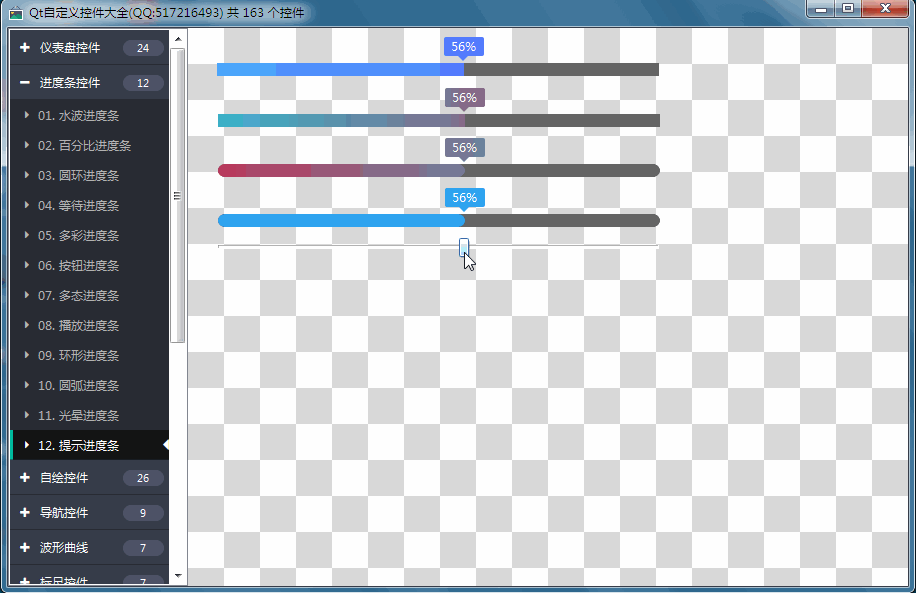 Qt自定义控件大全(QQ:517216493) 共 163 个控件
仪表盘控件 24
进度条控件 12
01. 水波进度条
02. 百分比进度条
03. 圆环进度条
04. 等待进度条
05. 多彩进度条
06. 按钮进度条
07. 多态进度条
08. 播放进度条
09. 环形进度条
10. 圆弧进度条
11. 光晕进度条
12. 提示进度条
自绘控件 26
导航控件 9
波形曲线 7
标尺控件 7
56%
56%
56%
56%